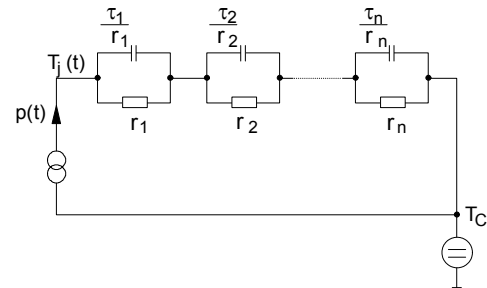 τ1 τ2 τn
r1 r2 rn
Tj (t)
r1 r2 rn
p(t)
TC